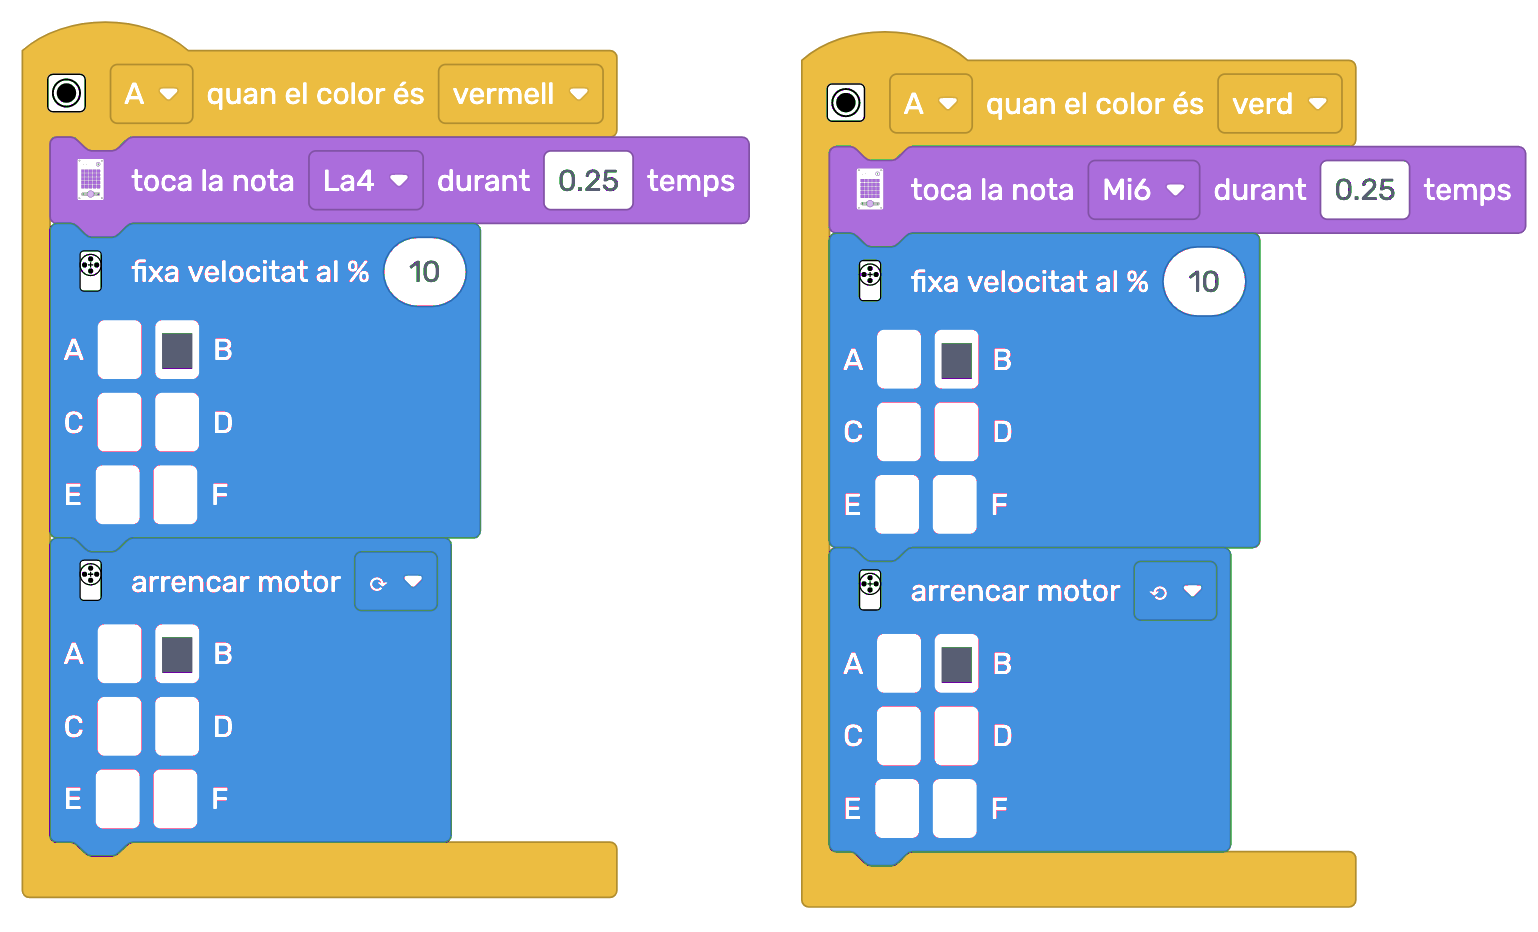 A quan el color és vermell
toca la nota La4 durant 0.25 temps
fixa velocitat al % 10
A B
C D
E F
arrencar motor
A B
C D
E F
A quan el color és verd
toca la nota Mi6 durant 0.25 temps
fixa velocitat al % 10
A B
C D
E F
arrencar motor
A B
C D
E F